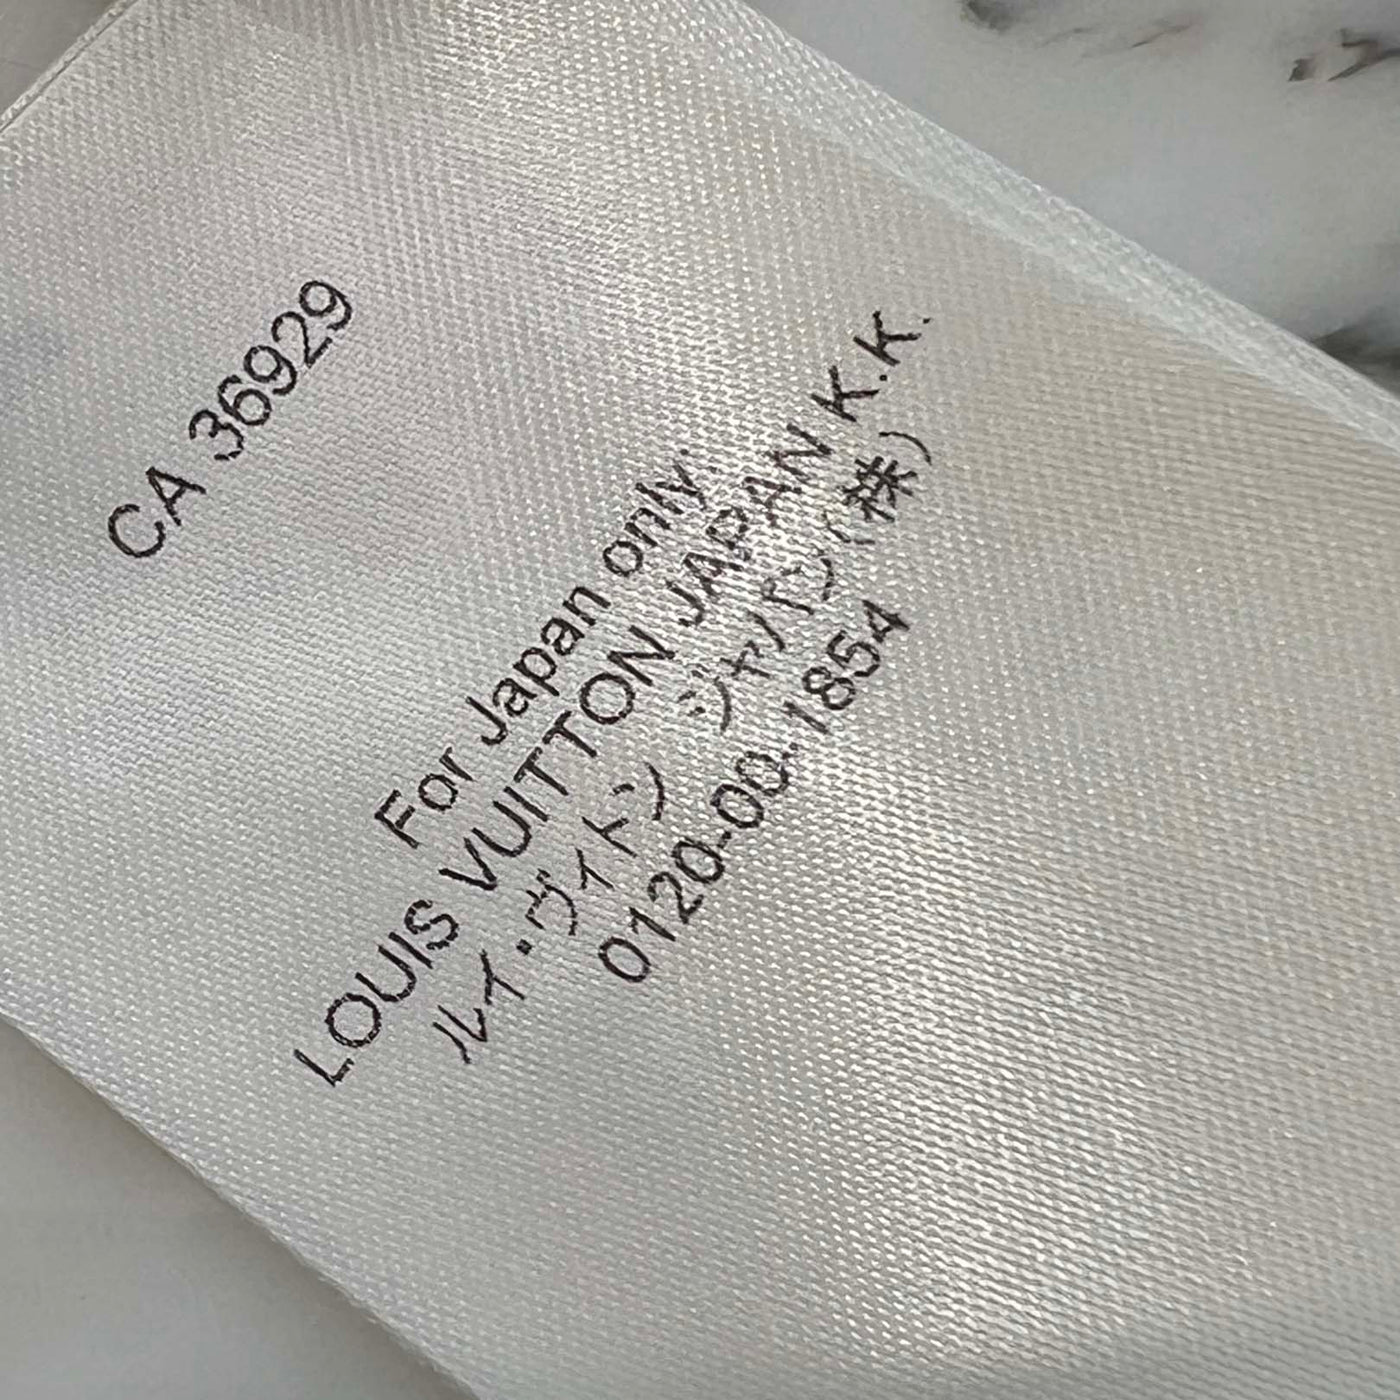 CA 36929
For Japan only:
LOUIS VUITTON JAPAN K.K.
ルイ・ヴィトン ジャパン(株)
0120-00-1854